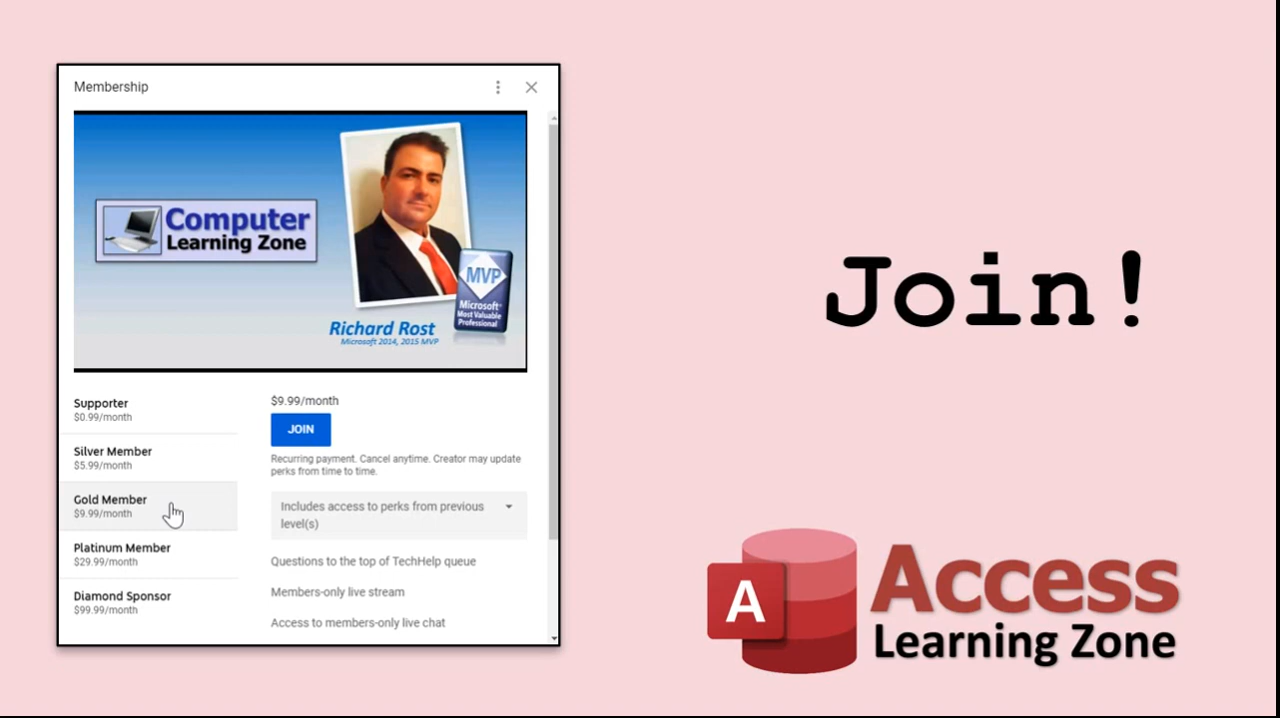 Membership
Computer
Learning Zone
MVP
Microsoft®
Most Valuable
Professional
Richard Rost
Microsoft 2014, 2015 MVP
Supporter
$0.99/month
Silver Member
$5.99/month
Gold Member
$9.99/month
Platinum Member
$29.99/month
Diamond Sponsor
$99.99/month
$9.99/month
JOIN
Recurring payment. Cancel anytime. Creator may update
perks from time to time.
Includes access to perks from previous
level(s)
Questions to the top of TechHelp queue
Members-only live stream
Access to members-only live chat
Join!
A
Access
Learning Zone